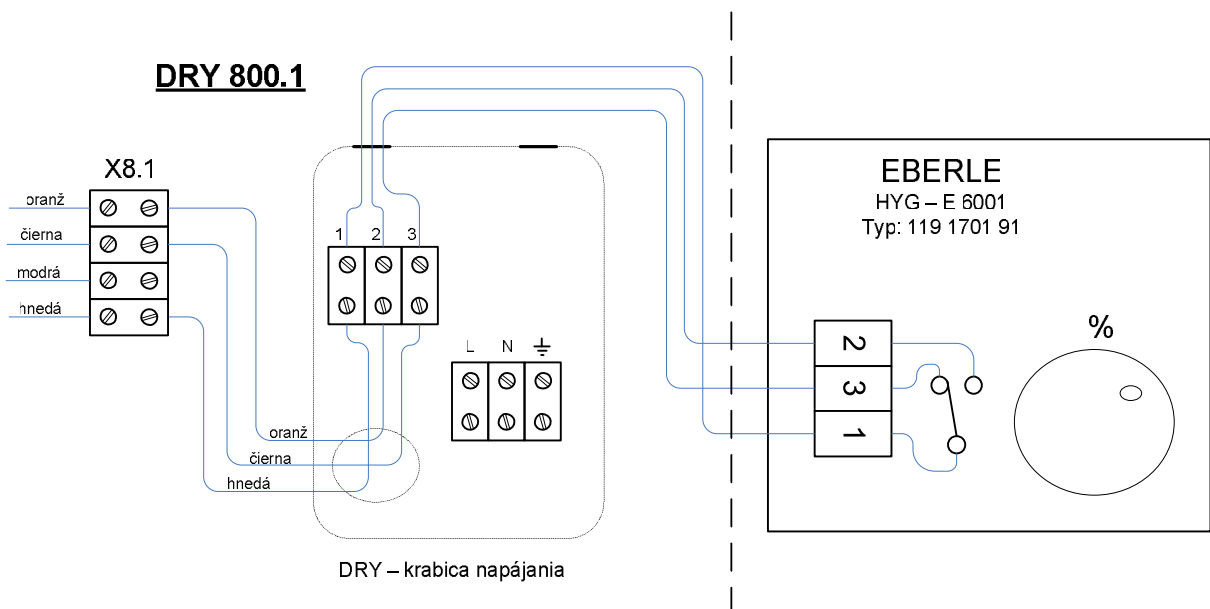 DRY 800.1
X8.1
oranž
čierna
modrá
hnedá
1 2 3
L N
oranž
čierna
hnedá
DRY – krabica napájania
EBERLE
HYG – E 6001
Typ: 119 1701 91
2
3
1
%